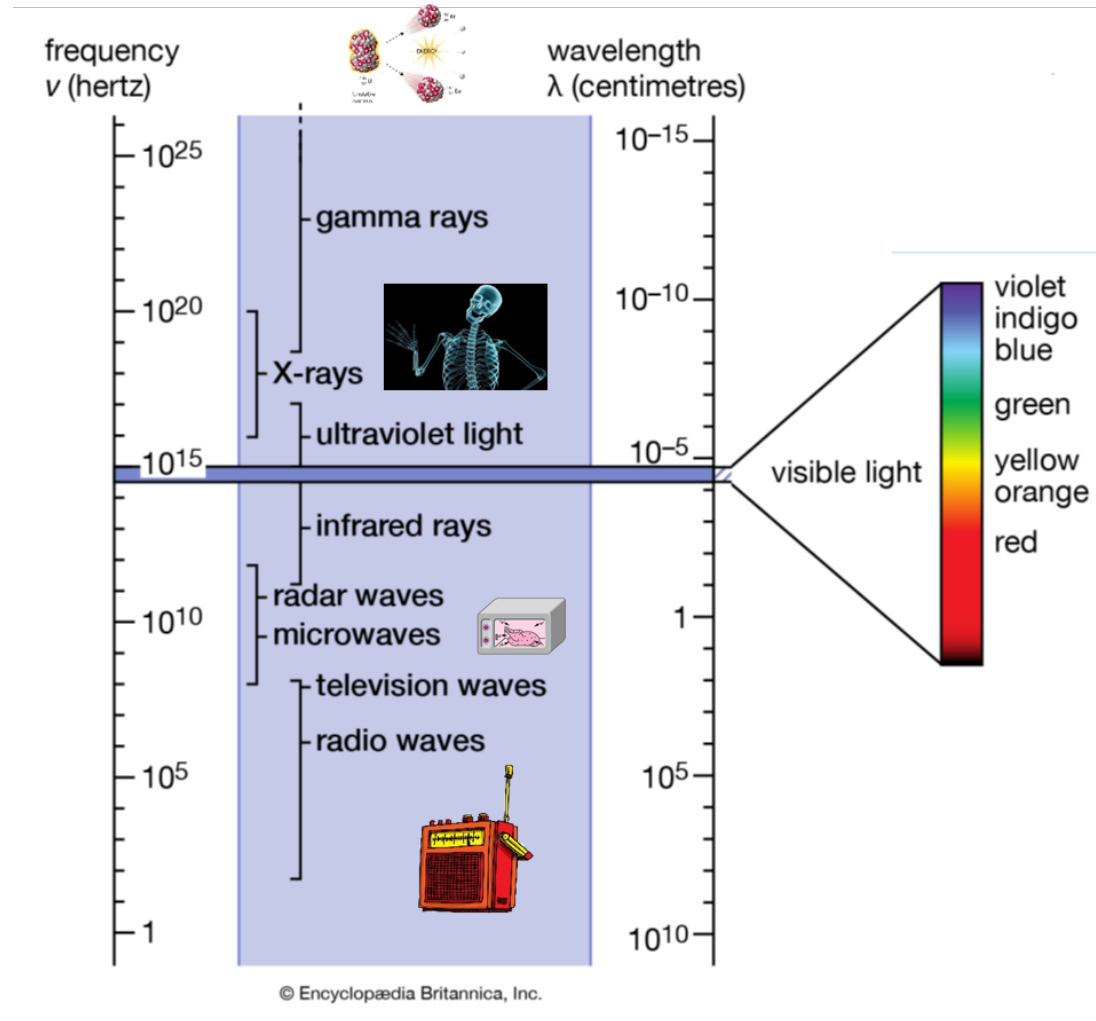 frequency
ν (hertz)
ENERGY
wavelength
λ (centimetres)
10²⁵
10²⁰
10¹⁵
10¹⁰
10⁵
1
gamma rays
X-rays
ultraviolet light
infrared rays
radar waves
microwaves
television waves
radio waves
10⁻¹⁵
10⁻¹⁰
10⁻⁵
1
10⁵
10¹⁰
visible light
violet
indigo
blue
green
yellow
orange
red
© Encyclopædia Britannica, Inc.